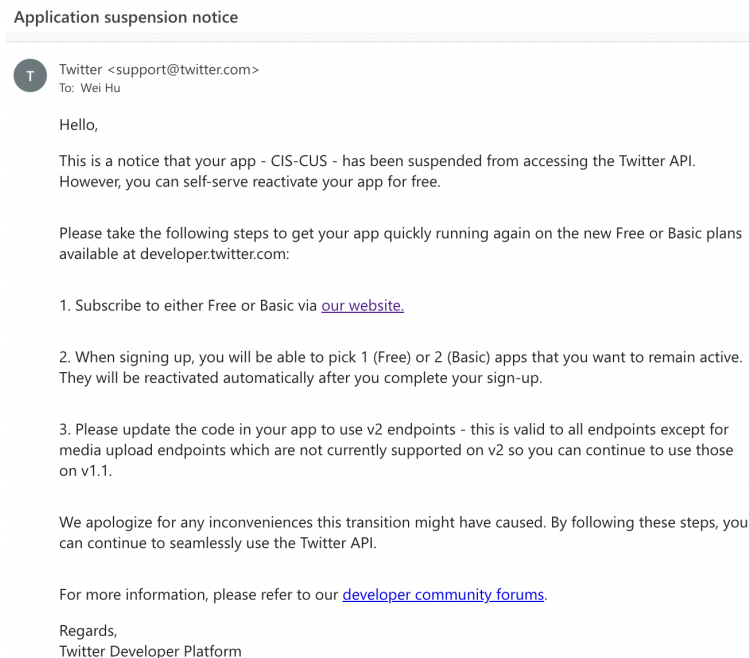 Application suspension notice
T
Twitter <support@twitter.com>
To: Wei Hu
Hello,
This is a notice that your app - CIS-CUS - has been suspended from accessing the Twitter API.
However, you can self-serve reactivate your app for free.
Please take the following steps to get your app quickly running again on the new Free or Basic plans
available at developer.twitter.com:
1. Subscribe to either Free or Basic via our website.
2. When signing up, you will be able to pick 1 (Free) or 2 (Basic) apps that you want to remain active.
They will be reactivated automatically after you complete your sign-up.
3. Please update the code in your app to use v2 endpoints - this is valid to all endpoints except for
media upload endpoints which are not currently supported on v2 so you can continue to use those
on v1.1.
We apologize for any inconveniences this transition might have caused. By following these steps, you
can continue to seamlessly use the Twitter API.
For more information, please refer to our developer community forums.
Regards,
Twitter Developer Platform